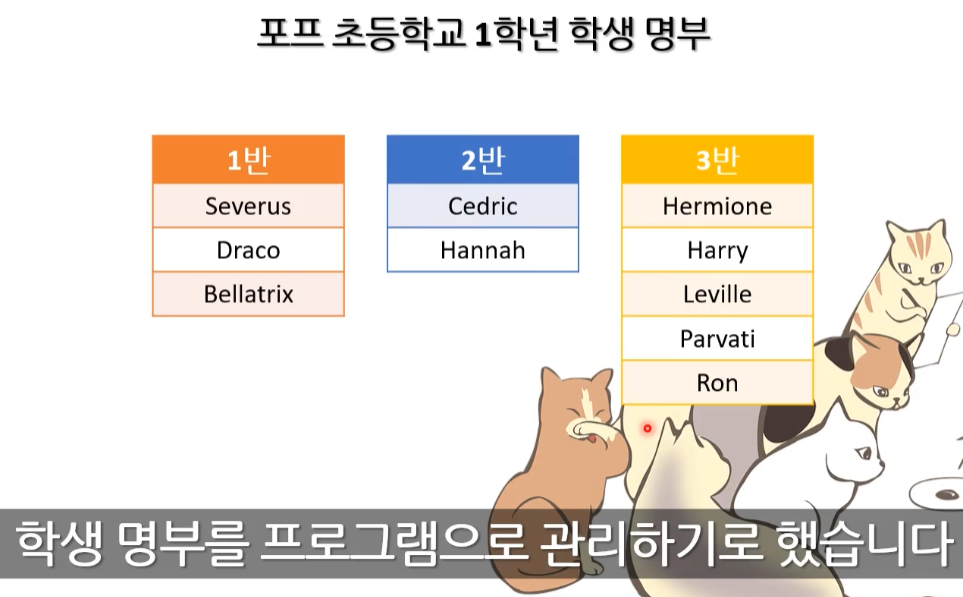 포프 초등학교 1학년 학생 명부
1반
Severus
Draco
Bellatrix
2반
Cedric
Hannah
3반
Hermione
Harry
Leville
Parvati
Ron
학생 명부를 프로그램으로 관리하기로 했습니다